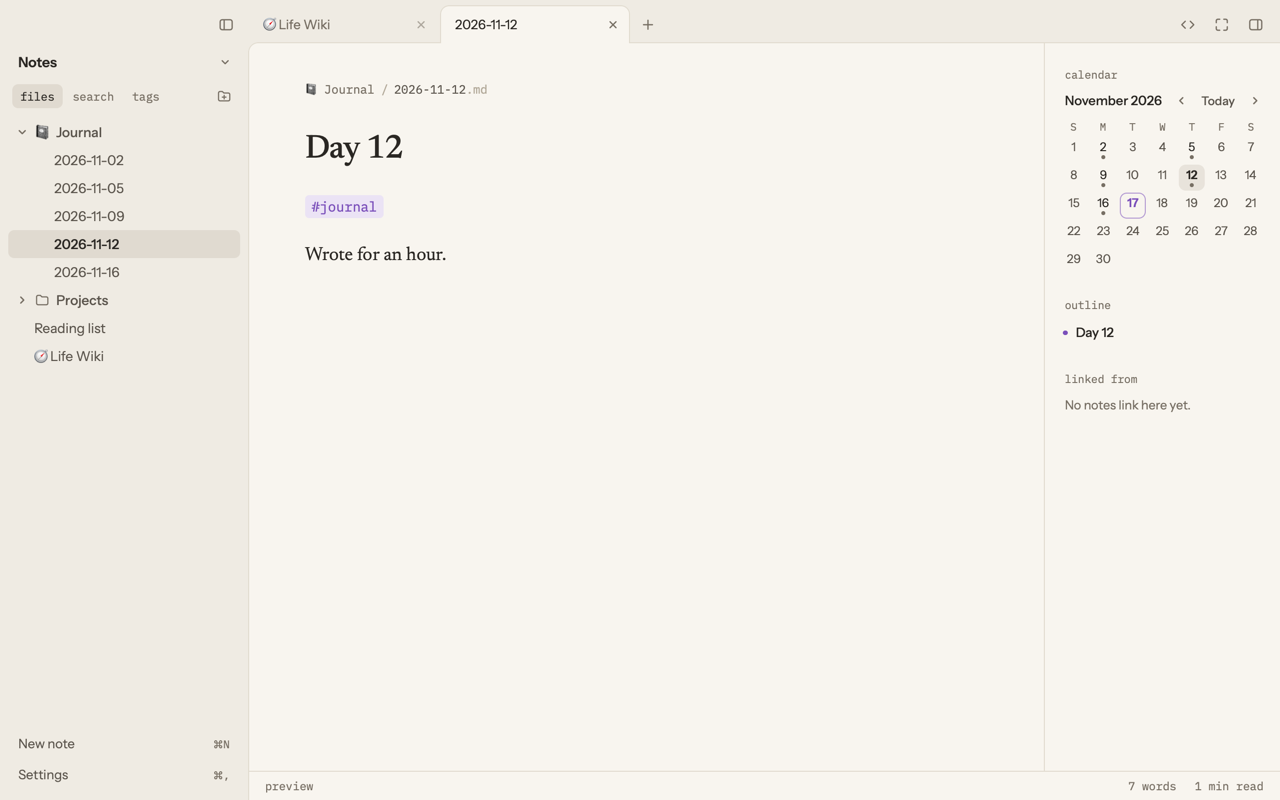 Life Wiki
2026-11-12
Notes
files search tags
Journal
2026-11-02
2026-11-05
2026-11-09
2026-11-12
2026-11-16
Projects
Reading list
Life Wiki
New note ⌘N
Settings ⌘,
Journal / 2026-11-12.md
Day 12
#journal
Wrote for an hour.
preview
7 words 1 min read
calendar
November 2026 Today
S M T W T F S
1 2 3 4 5 6 7
8 9 10 11 12 13 14
15 16 17 18 19 20 21
22 23 24 25 26 27 28
29 30
outline
Day 12
linked from
No notes link here yet.